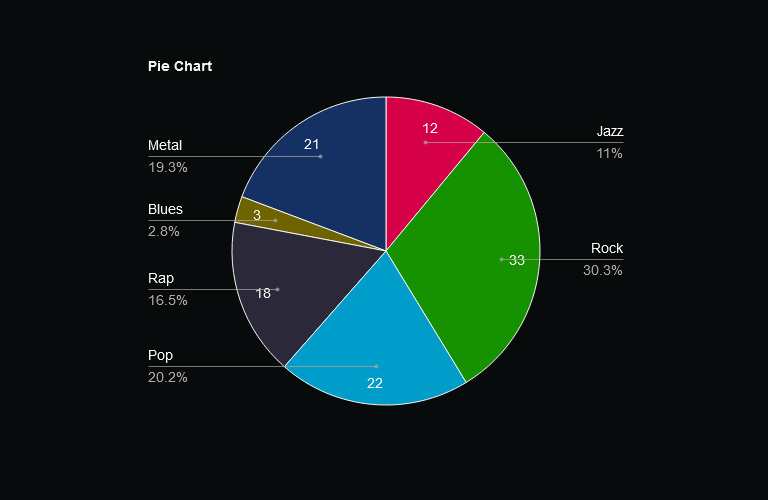 Pie Chart
12
Jazz
11%
21
Metal
19.3%
3
Blues
2.8%
33
Rock
30.3%
18
Rap
16.5%
22
Pop
20.2%